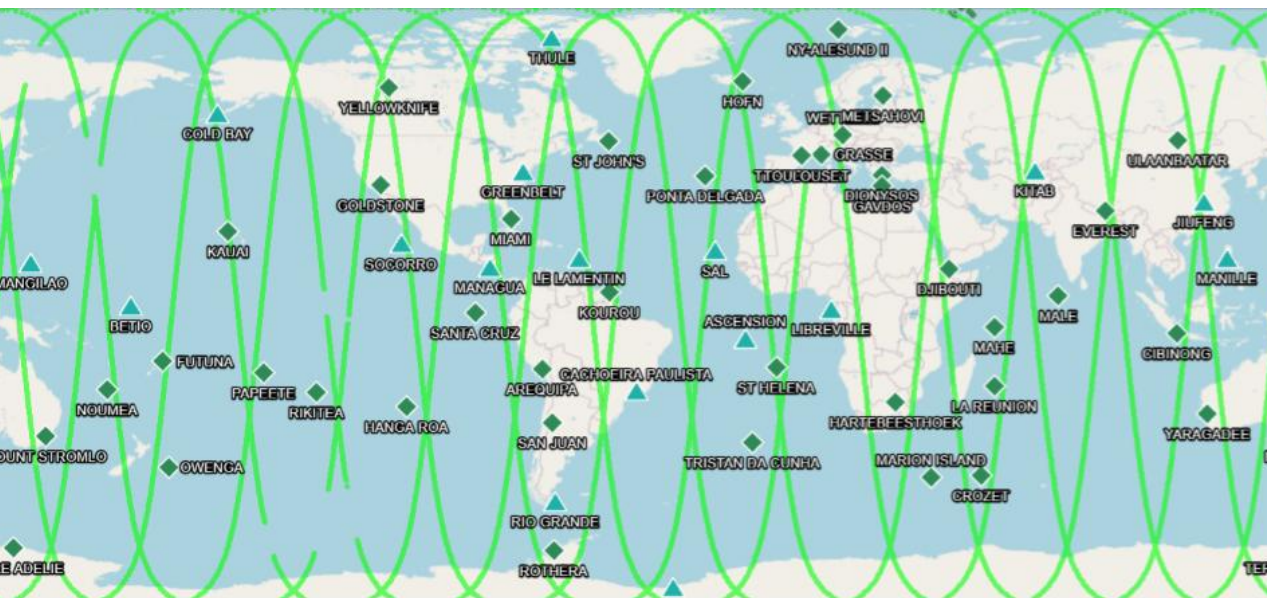 NY-ALESUND II
THULE
HOFN
YELLOWKNIFE
METSAHOVI
COLD BAY
ST JOHN'S
GRASSE
ULAANBAATAR
GREENBELT
PONTA DELGADA
KITAB
GOLDSTONE
DIONYSOS
GAVDOS
JIUFENG
EVEREST
MIAMI
KAUAI
SOCORRO
SAL
LE LAMENTIN
MANGILAO
MANAGUA
DJIBOUTI
MANILLE
KOUROU
MALE
BETIO
ASCENSION
LIBREVILLE
SANTA CRUZ
MAHE
CIBINONG
FUTUNA
CACHOEIRA PAULISTA
AREQUIPA
ST HELENA
PAPEETE
RIKITEA
LA REUNION
NOUMEA
HARTEBEESTHOEK
HANGA ROA
YARAGADEE
SAN JUAN
OUNT STROMLO
TRISTAN DA CUNHA
MARION ISLAND
OWENGA
CROZET
RIO GRANDE
E ADELIE
ROTHERA
TER